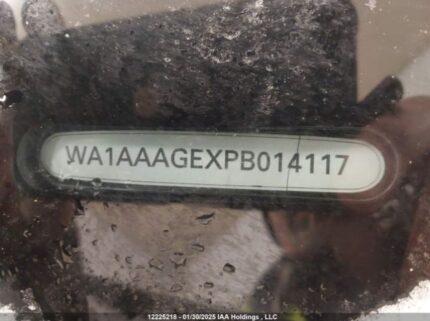 WA1AAAGEXPB014117
12225218 - 01/30/2025 IAA Holdings , /LLC